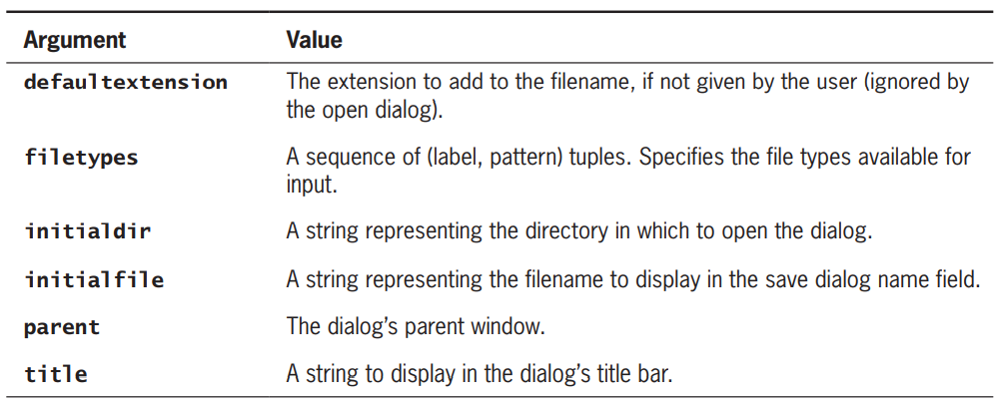 Argument Value
defaultextension The extension to add to the filename, if not given by the user (ignored by
the open dialog).
filetypes A sequence of (label, pattern) tuples. Specifies the file types available for
input.
initialdir A string representing the directory in which to open the dialog.
initialfile A string representing the filename to display in the save dialog name field.
parent The dialog’s parent window.
title A string to display in the dialog’s title bar.